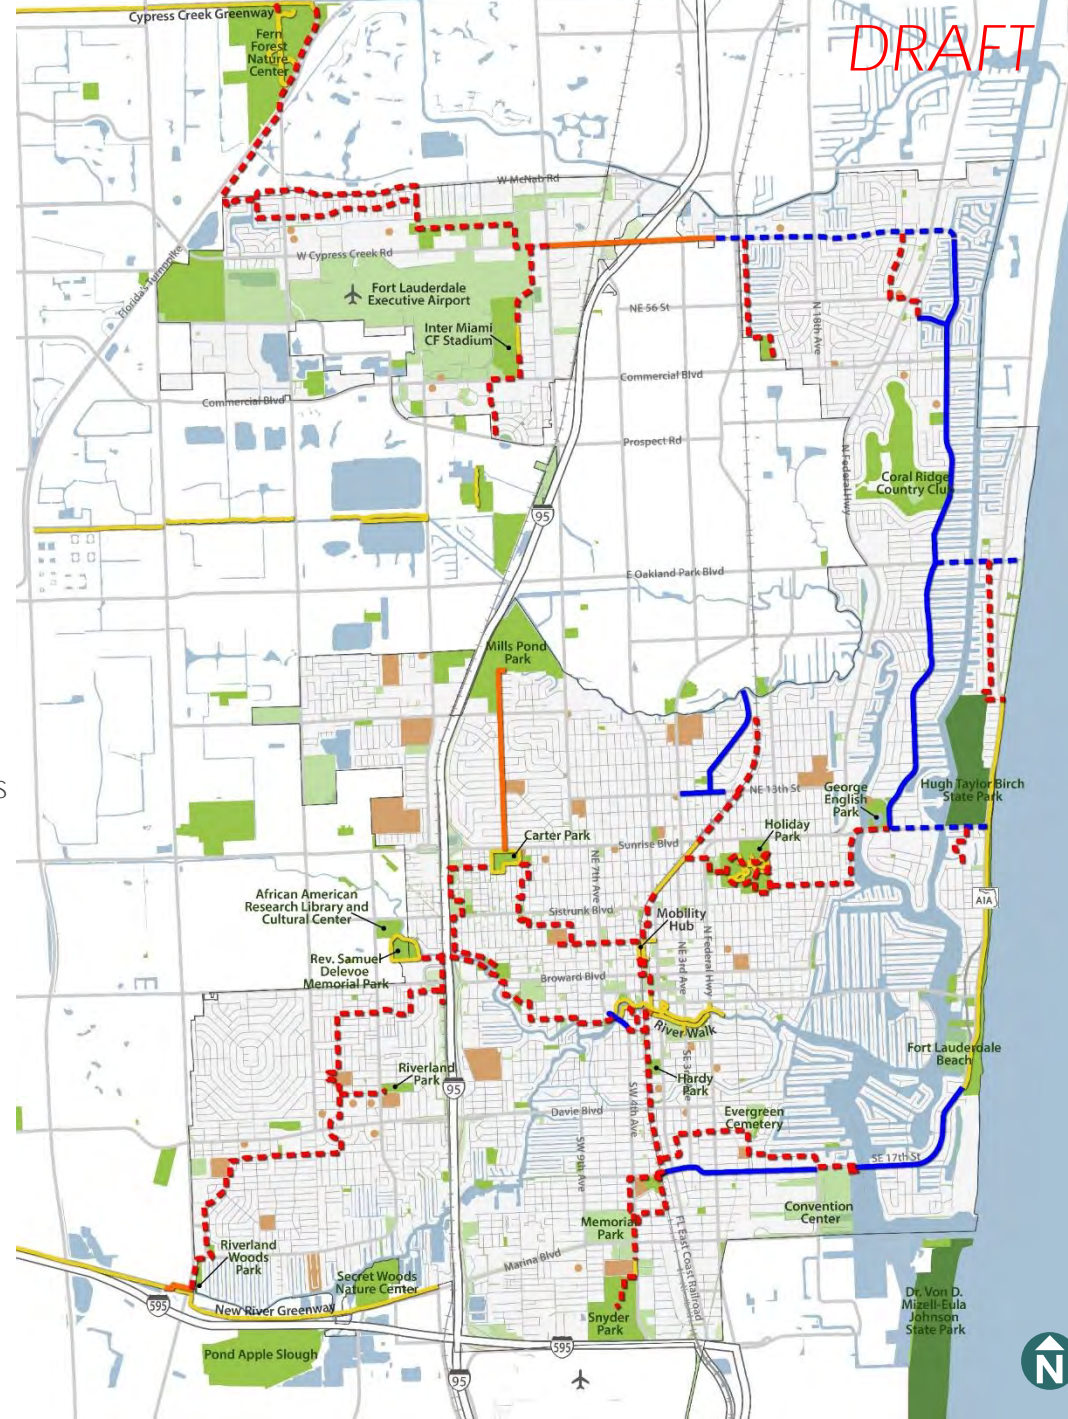 DRAFT
Cypress Creek Greenway
Fern
Forest
Nature
Center
W McNab Rd
W Cypress Creek Rd
Florida's Turnpike
Fort Lauderdale
Executive Airport
NE 56 St
N 18th Ave
Inter Miami
CF Stadium
Commercial Blvd
Commercial Blvd
Prospect Rd
N Federal Hwy
Coral Ridge
Country Clu
95
E Oakland Park Blvd
Mills Pond
Park
S
NE 13th St
George
English
Park
Hugh Taylor Birch
State Park
Holiday
Park
Carter Park
Sunrise Blvd
NE 7th Ave
African American
Research Library and
Cultural Center
Sistrunk Blvd
Mobility
Hub
A1A
Rev. Samuel
Delevoe
Memorial Park
Broward Blvd
NE 3rd Ave
N Federal Hwy
River Walk
Fort Lauderdale
Beach
Riverland
Park
95
Hardy
Park
SW 4th Ave
Davie Blvd
Evergreen
Cemetery
SW 9th Ave
SE 17th St
Convention
Center
Memorial
Park
Riverland
Woods
Park
Marina Blvd
FL East Coast Railroad
Secret Woods
Nature Center
595
New River Greenway
Snyder
Park
Dr. Von D.
Mizell-Eula
Johnson
State Park
Pond Apple Slough
595
95
N